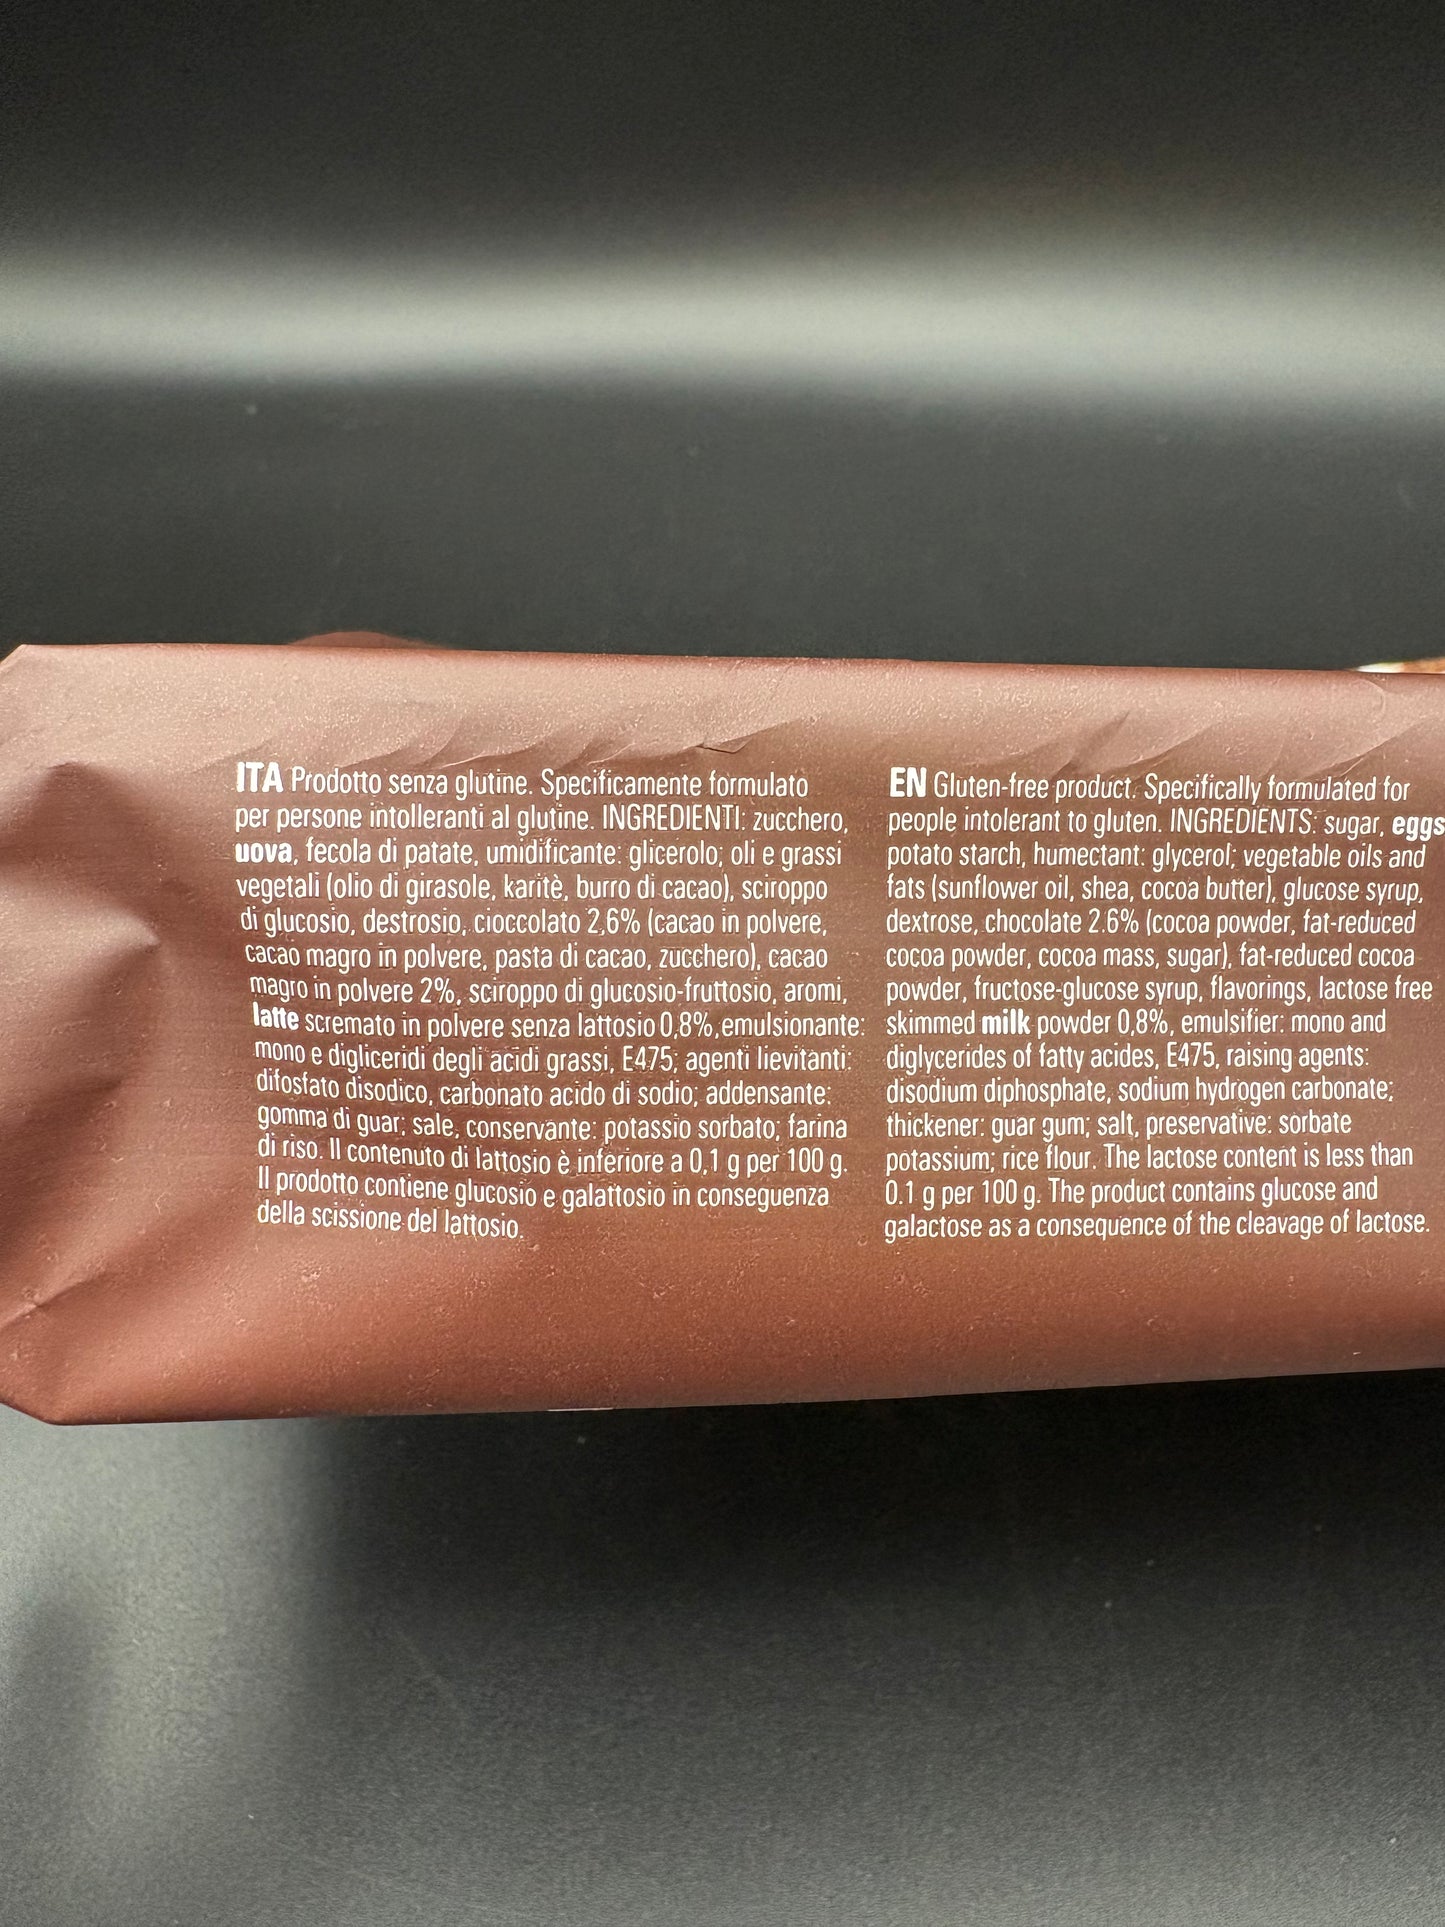 ITA Prodotto senza glutine. Specificamente formulato
per persone intolleranti al glutine. INGREDIENTI: zucchero,
uova, fecola di patate, umidificante: glicerolo; oli e grassi
vegetali (olio di girasole, karitè, burro di cacao), sciroppo
di glucosio, destrosio, cioccolato 2,6% (cacao in polvere,
cacao magro in polvere, pasta di cacao, zucchero), cacao
magro in polvere 2%, sciroppo di glucosio-fruttosio, aromi,
latte scremato in polvere senza lattosio 0,8%, emulsionante:
mono e digliceridi degli acidi grassi, E475; agenti lievitanti:
difosfato disodico, carbonato acido di sodio; addensante:
gomma di guar; sale, conservante: potassio sorbato; farina
di riso. Il contenuto di lattosio è inferiore a 0,1 g per 100 g.
Il prodotto contiene glucosio e galattosio in conseguenza
della scissione del lattosio.
EN Gluten-free product. Specifically formulated for
people intolerant to gluten. INGREDIENTS: sugar, eggs
potato starch, humectant: glycerol; vegetable oils and
fats (sunflower oil, shea, cocoa butter), glucose syrup,
dextrose, chocolate 2.6% (cocoa powder, fat-reduced
cocoa powder, cocoa mass, sugar), fat-reduced cocoa
powder, fructose-glucose syrup, flavorings, lactose free
skimmed milk powder 0,8%, emulsifier: mono and
diglycerides of fatty acides, E475, raising agents:
disodium diphosphate, sodium hydrogen carbonate;
thickener: guar gum; salt, preservative: sorbate
potassium; rice flour. The lactose content is less than
0.1 g per 100 g. The product contains glucose and
galactose as a consequence of the cleavage of lactose.